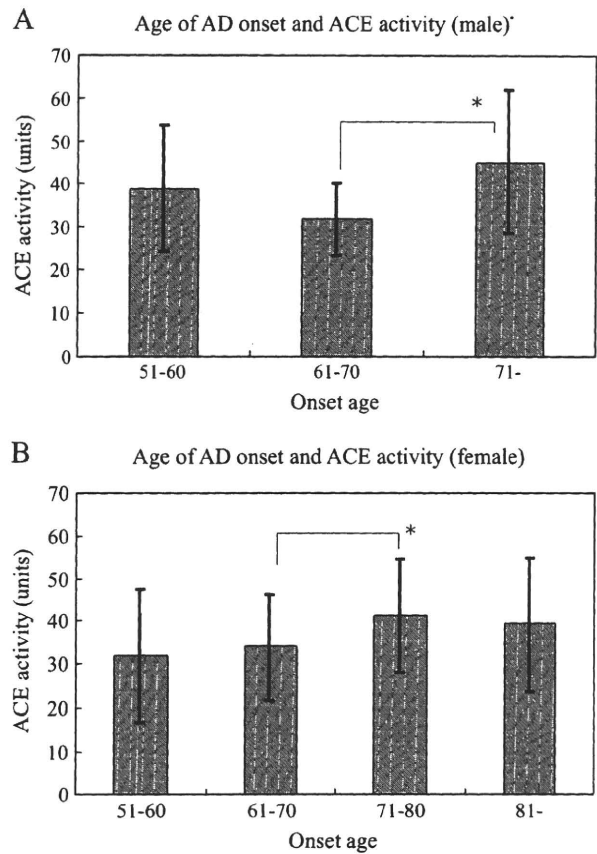 A
Age of AD onset and ACE activity (male)*
70
60
50
40
30
20
10
0
ACE activity (units)
*
51-60 61-70 71-
Onset age
B
Age of AD onset and ACE activity (female)
70
60
50
40
30
20
10
0
ACE activity (units)
*
51-60 61-70 71-80 81-
Onset age